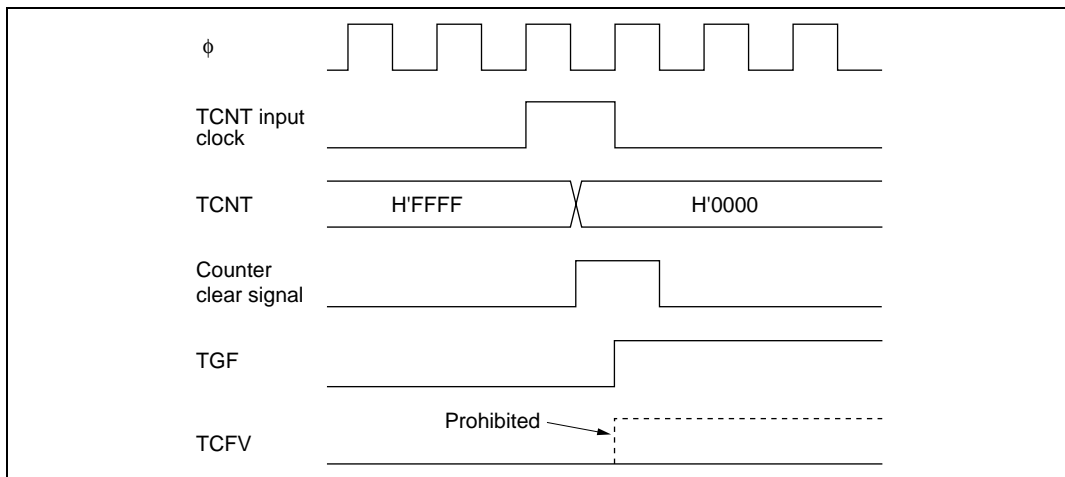 ϕ
TCNT input
clock
TCNT
H'FFFF
H'0000
Counter
clear signal
TGF
Prohibited
TCFV